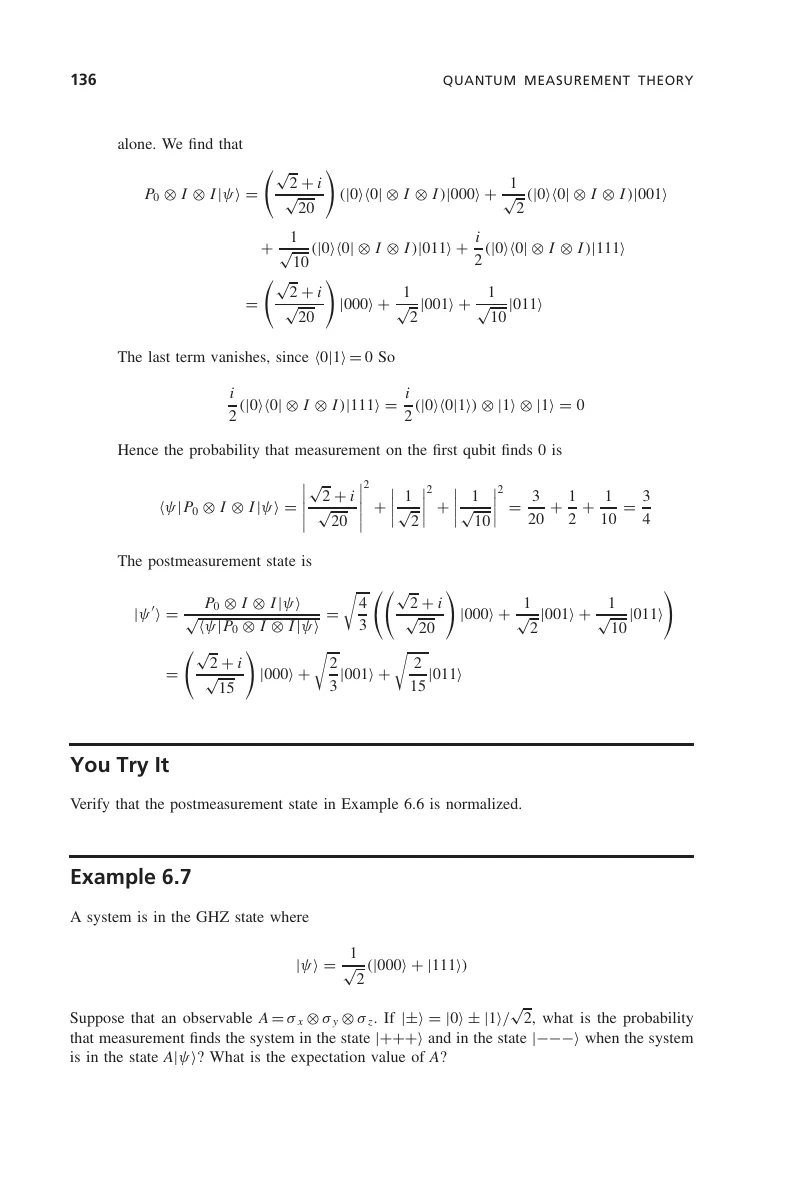 136 QUANTUM MEASUREMENT THEORY
alone. We find that
P₀ ⊗ I ⊗ I|ψ⟩ = ((√2 + i)/√20) (|0⟩⟨0| ⊗ I ⊗ I)|000⟩ + 1/√2 (|0⟩⟨0| ⊗ I ⊗ I)|001⟩
+ 1/√10 (|0⟩⟨0| ⊗ I ⊗ I)|011⟩ + i/2 (|0⟩⟨0| ⊗ I ⊗ I)|111⟩
= ((√2 + i)/√20) |000⟩ + 1/√2 |001⟩ + 1/√10 |011⟩
The last term vanishes, since ⟨0|1⟩ = 0 So
i/2 (|0⟩⟨0| ⊗ I ⊗ I)|111⟩ = i/2 (|0⟩⟨0|1⟩) ⊗ |1⟩ ⊗ |1⟩ = 0
Hence the probability that measurement on the first qubit finds 0 is
⟨ψ|P₀ ⊗ I ⊗ I|ψ⟩ = |(√2 + i)/√20|² + |1/√2|² + |1/√10|² = 3/20 + 1/2 + 1/10 = 3/4
The postmeasurement state is
|ψ′⟩ = P₀ ⊗ I ⊗ I|ψ⟩/√⟨ψ|P₀ ⊗ I ⊗ I|ψ⟩ = √(4/3) (((√2 + i)/√20) |000⟩ + 1/√2 |001⟩ + 1/√10 |011⟩)
= ((√2 + i)/√15) |000⟩ + √(2/3) |001⟩ + √(2/15) |011⟩
You Try It
Verify that the postmeasurement state in Example 6.6 is normalized.
Example 6.7
A system is in the GHZ state where
|ψ⟩ = 1/√2 (|000⟩ + |111⟩)
Suppose that an observable A = σₓ ⊗ σ_y ⊗ σ_z. If |±⟩ = |0⟩ ± |1⟩/√2, what is the probability
that measurement finds the system in the state |+++⟩ and in the state |−−−⟩ when the system
is in the state A|ψ⟩? What is the expectation value of A?